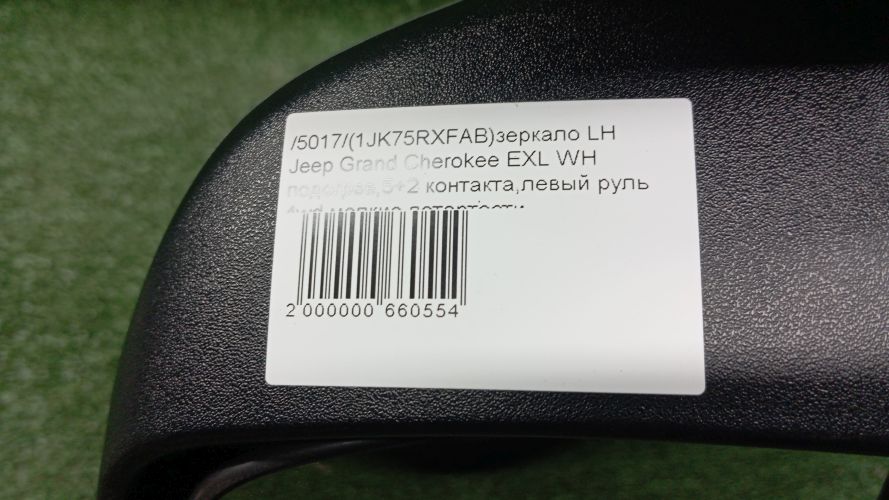 /5017/(1JK75RXFAB)зеркало LH
Jeep Grand Cherokee EXL WH
подогрев,5+2 контакта,левый руль
2 000000 660554